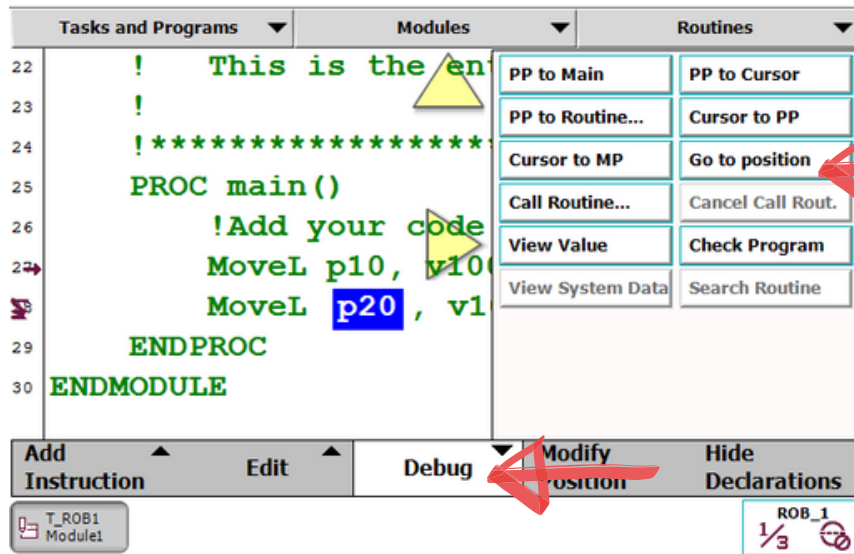 Tasks and Programs Modules Routines
22 ! This is the ent
23 !
24 !********************
25 PROC main()
26 !Add your code
27 MoveL p10, v100
MoveL p20 , v10
29 ENDPROC
30 ENDMODULE
PP to Main PP to Cursor
PP to Routine... Cursor to PP
Cursor to MP Go to position
Call Routine... Cancel Call Rout.
View Value Check Program
View System Data Search Routine
Add Instruction Edit Debug Modify Position Hide Declarations
T_ROB1
Module1
ROB_1
1/3